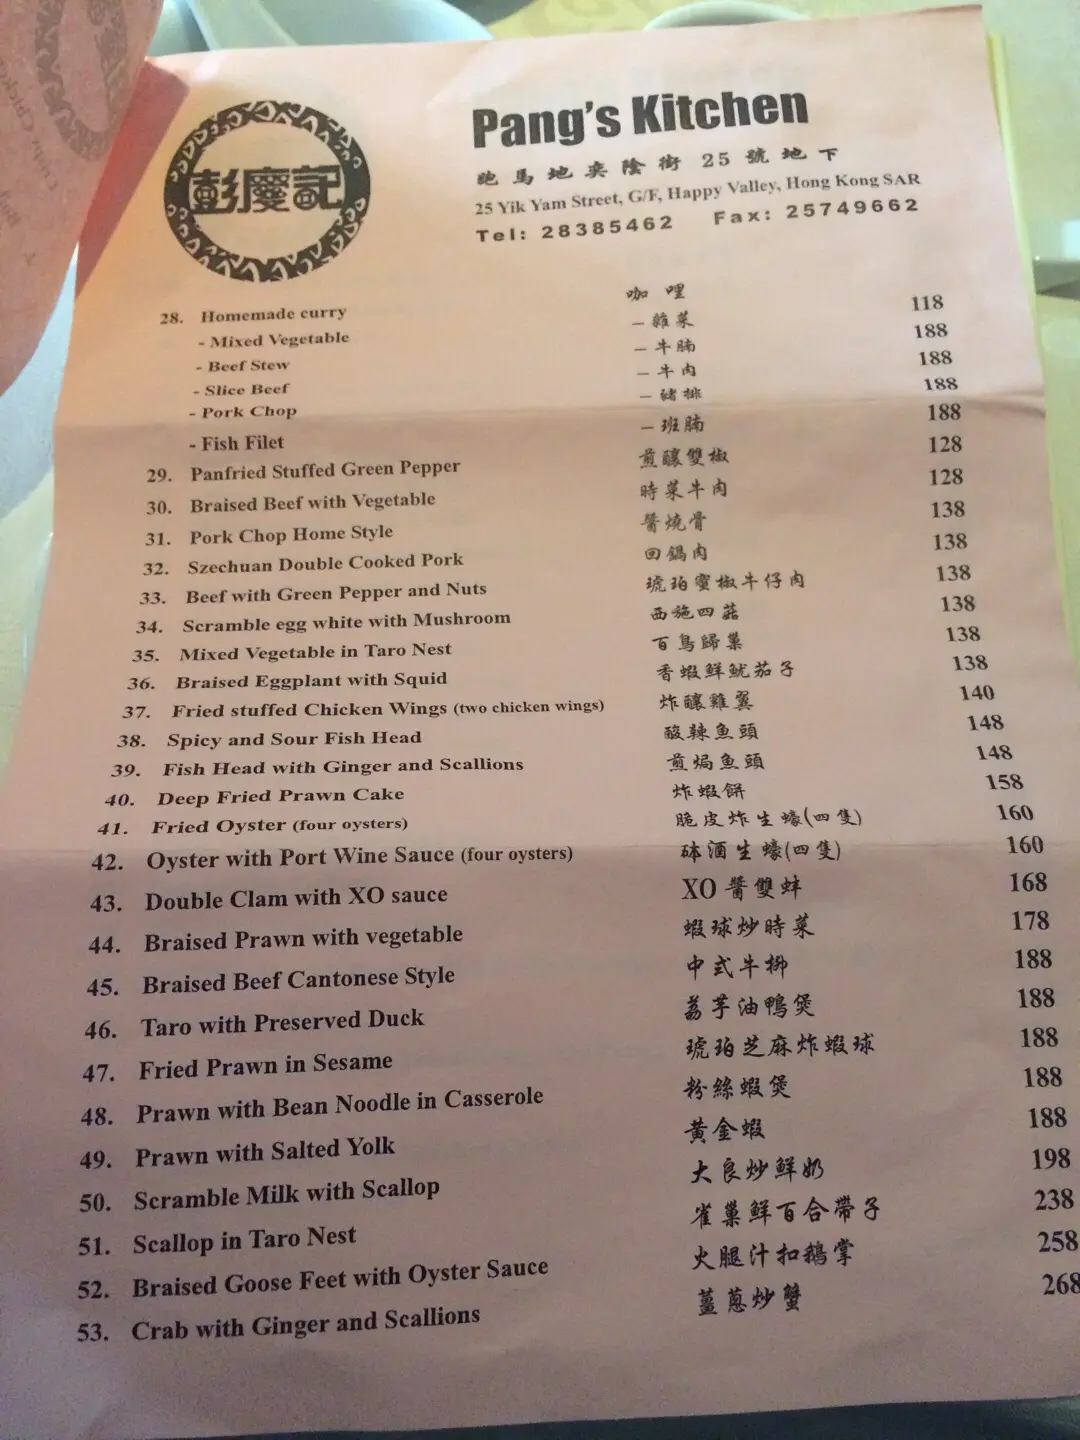 彭慶記
Pang's Kitchen
跑馬地奕陰街25號地下
25 Yik Yam Street, G/F, Happy Valley, Hong Kong SAR
Tel: 28385462 Fax: 25749662
28. Homemade curry 咖哩
- Mixed Vegetable –雜菜 118
- Beef Stew – 牛腩 188
- Slice Beef – 牛肉 188
- Pork Chop – 豬排 188
- Fish Filet – 班腩 188
29. Panfried Stuffed Green Pepper 煎釀雙椒 128
30. Braised Beef with Vegetable 時菜牛肉 128
31. Pork Chop Home Style 醬燒骨 138
32. Szechuan Double Cooked Pork 回鍋肉 138
33. Beef with Green Pepper and Nuts 琥珀蜜椒牛仔肉 138
34. Scramble egg white with Mushroom 西施四菇 138
35. Mixed Vegetable in Taro Nest 百鳥歸巢 138
36. Braised Eggplant with Squid 香蝦鮮魷茄子 138
37. Fried stuffed Chicken Wings (two chicken wings) 炸釀雞翼 140
38. Spicy and Sour Fish Head 酸辣魚頭 148
39. Fish Head with Ginger and Scallions 煎焗魚頭 148
40. Deep Fried Prawn Cake 炸蝦餅 158
41. Fried Oyster (four oysters) 脆皮炸生蠔(四隻) 160
42. Oyster with Port Wine Sauce (four oysters) 砵酒生蠔(四隻) 160
43. Double Clam with XO sauce XO醬雙蚌 168
44. Braised Prawn with vegetable 蝦球炒時菜 178
45. Braised Beef Cantonese Style 中式牛柳 188
46. Taro with Preserved Duck 荔芋油鴨煲 188
47. Fried Prawn in Sesame 琥珀芝麻炸蝦球 188
48. Prawn with Bean Noodle in Casserole 粉絲蝦煲 188
49. Prawn with Salted Yolk 黃金蝦 188
50. Scramble Milk with Scallop 大良炒鮮奶 198
51. Scallop in Taro Nest 雀巢鮮百合帶子 238
52. Braised Goose Feet with Oyster Sauce 火腿汁扣鵝掌 258
53. Crab with Ginger and Scallions 薑蔥炒蟹 268